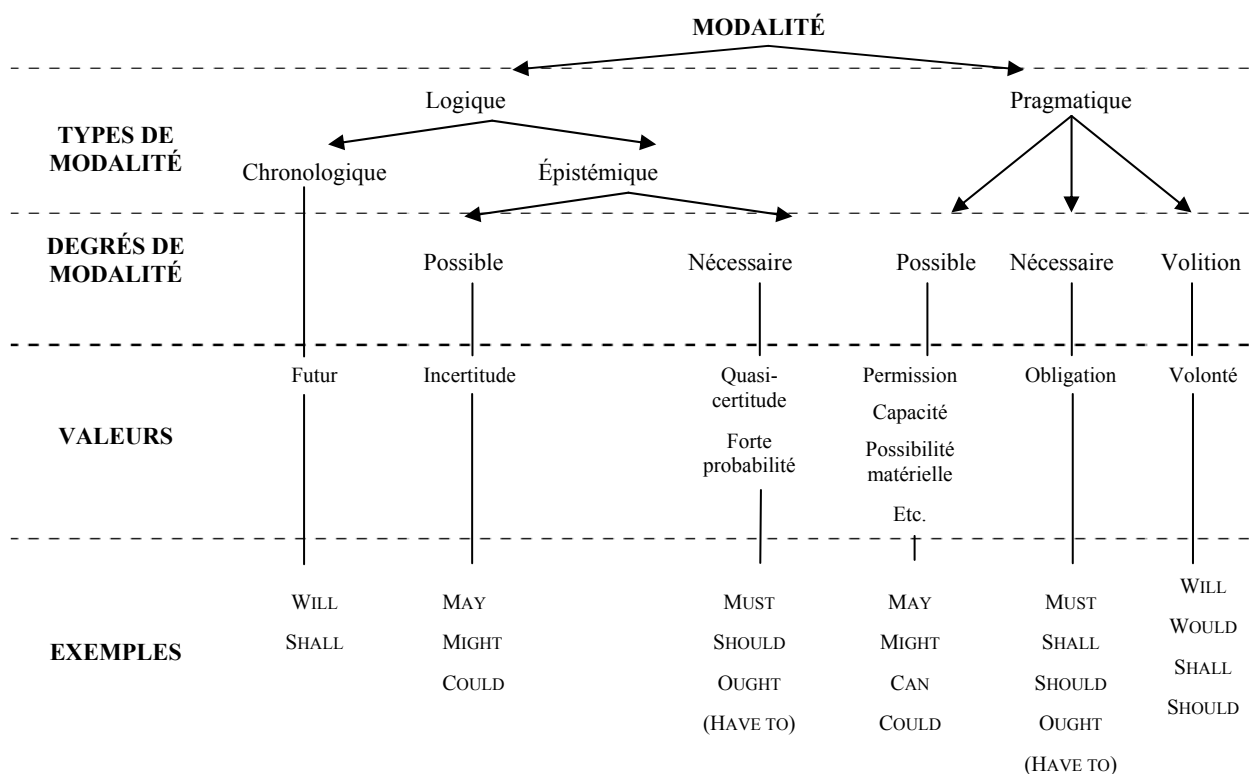 MODALITÉ
Logique Pragmatique
TYPES DE
MODALITÉ
Chronologique Épistémique
DEGRÉS DE
MODALITÉ
Possible Nécessaire Possible Nécessaire Volition
Futur Incertitude Quasi- Permission Obligation Volonté
certitude Capacité
VALEURS
Forte Possibilité
probabilité matérielle
Etc.
WILL
WILL MAY MUST MAY MUST
WOULD
SHALL MIGHT SHOULD MIGHT SHALL
EXEMPLES
SHALL
COULD OUGHT CAN SHOULD
SHOULD
(HAVE TO) COULD OUGHT
(HAVE TO)